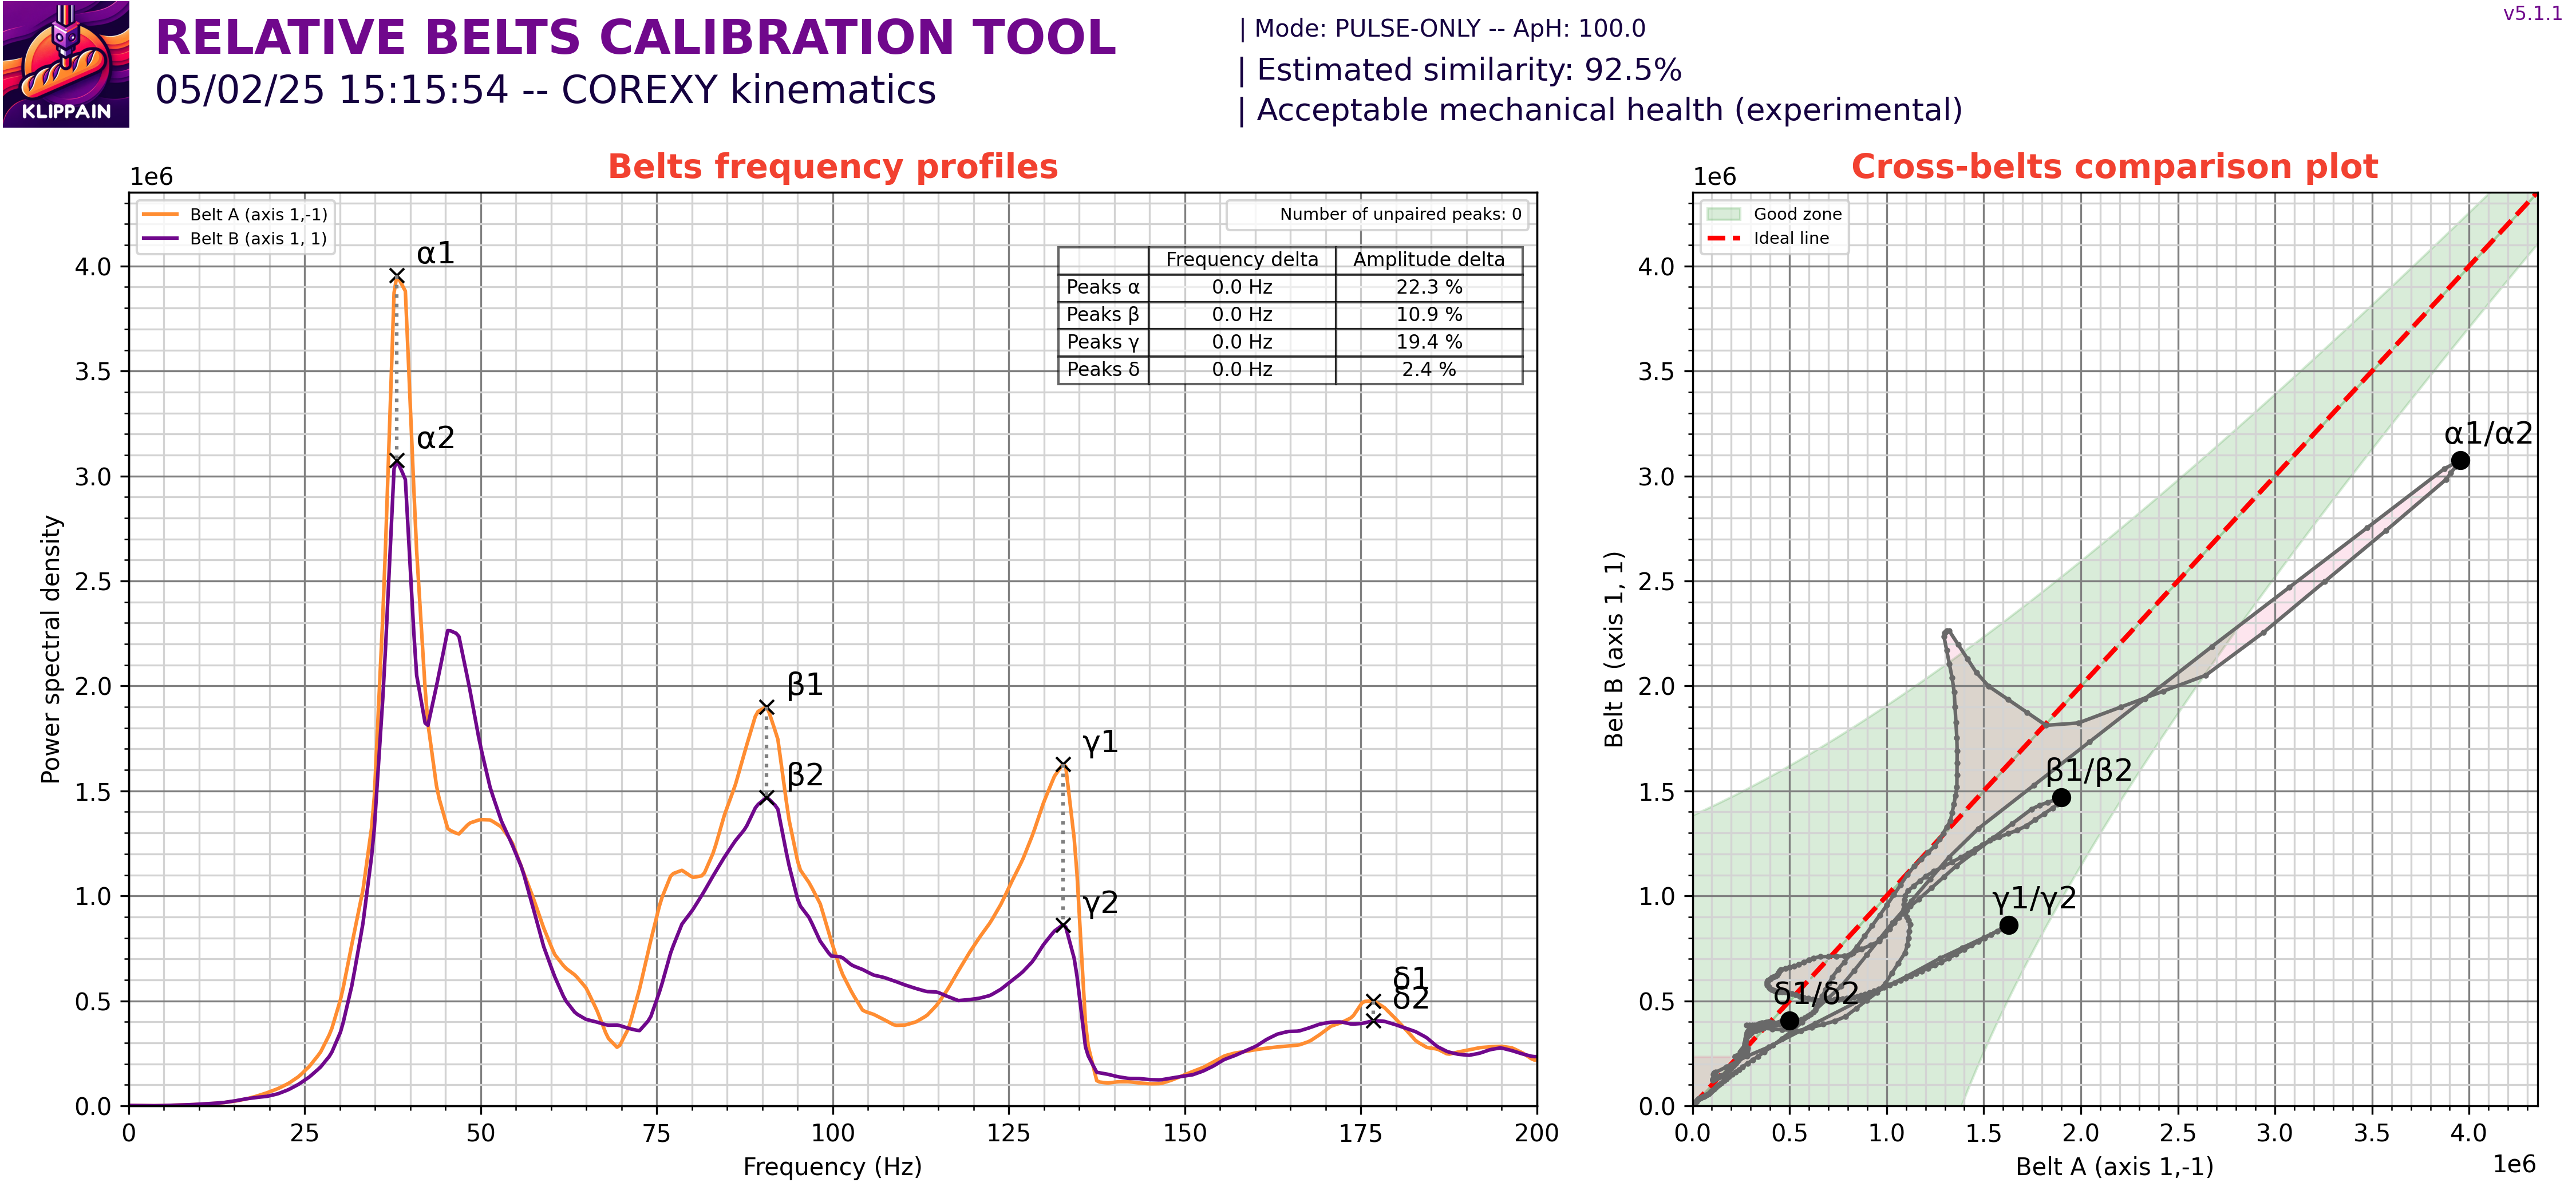 KLIPPAIN
RELATIVE BELTS CALIBRATION TOOL
05/02/25 15:15:54 -- COREXY kinematics
| Mode: PULSE-ONLY -- ApH: 100.0
| Estimated similarity: 92.5%
| Acceptable mechanical health (experimental)
v5.1.1
Belts frequency profiles
1e6
Belt A (axis 1,-1)
Belt B (axis 1, 1)
Number of unpaired peaks: 0
Frequency delta Amplitude delta
Peaks α 0.0 Hz 22.3 %
Peaks β 0.0 Hz 10.9 %
Peaks γ 0.0 Hz 19.4 %
Peaks δ 0.0 Hz 2.4 %
α1
α2
β1
β2
γ1
γ2
δ1
δ2
4.0
3.5
3.0
2.5
2.0
1.5
1.0
0.5
0.0
Power spectral density
0 25 50 75 100 125 150 175 200
Frequency (Hz)
Cross-belts comparison plot
1e6
Good zone
Ideal line
α1/α2
β1/β2
γ1/γ2
δ1/δ2
4.0
3.5
3.0
2.5
2.0
1.5
1.0
0.5
0.0
Belt B (axis 1, 1)
0.0 0.5 1.0 1.5 2.0 2.5 3.0 3.5 4.0
Belt A (axis 1,-1)
1e6